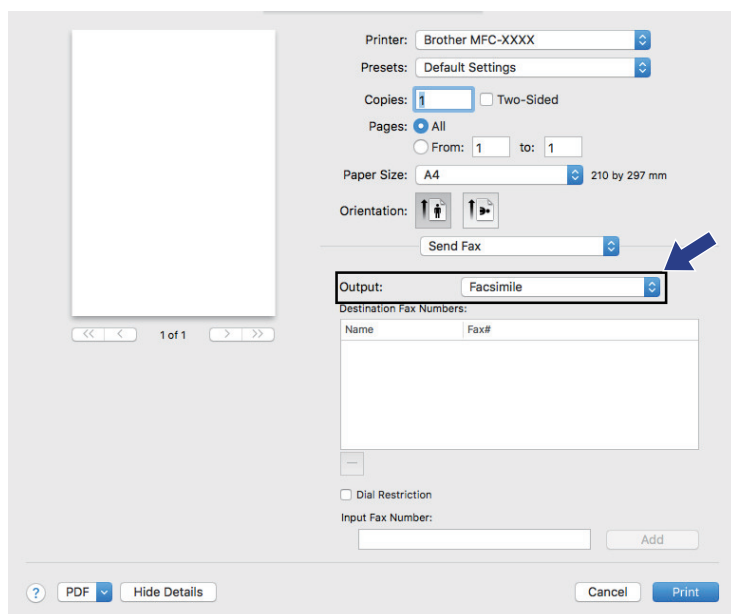 Printer: Brother MFC-XXXX
Presets: Default Settings
Copies: 1 Two-Sided
Pages: All
From: 1 to: 1
Paper Size: A4 210 by 297 mm
Orientation:
Send Fax
Output: Facsimile
Destination Fax Numbers:
Name Fax#
<< < 1 of 1 > >>
Dial Restriction
Input Fax Number:
Add
? PDF Hide Details Cancel Print